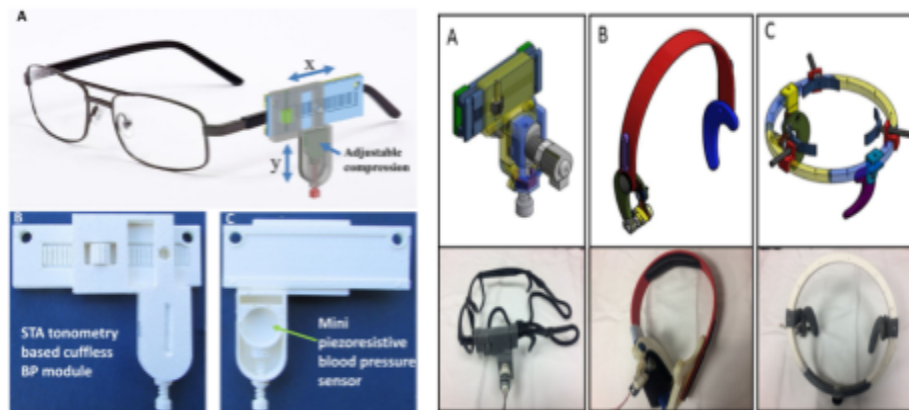 A
x
y
Adjustable
compression
B
STA tonometry
based cuffless
BP module
C
Mini
piezoresistive
blood pressure
sensor
A
B
C